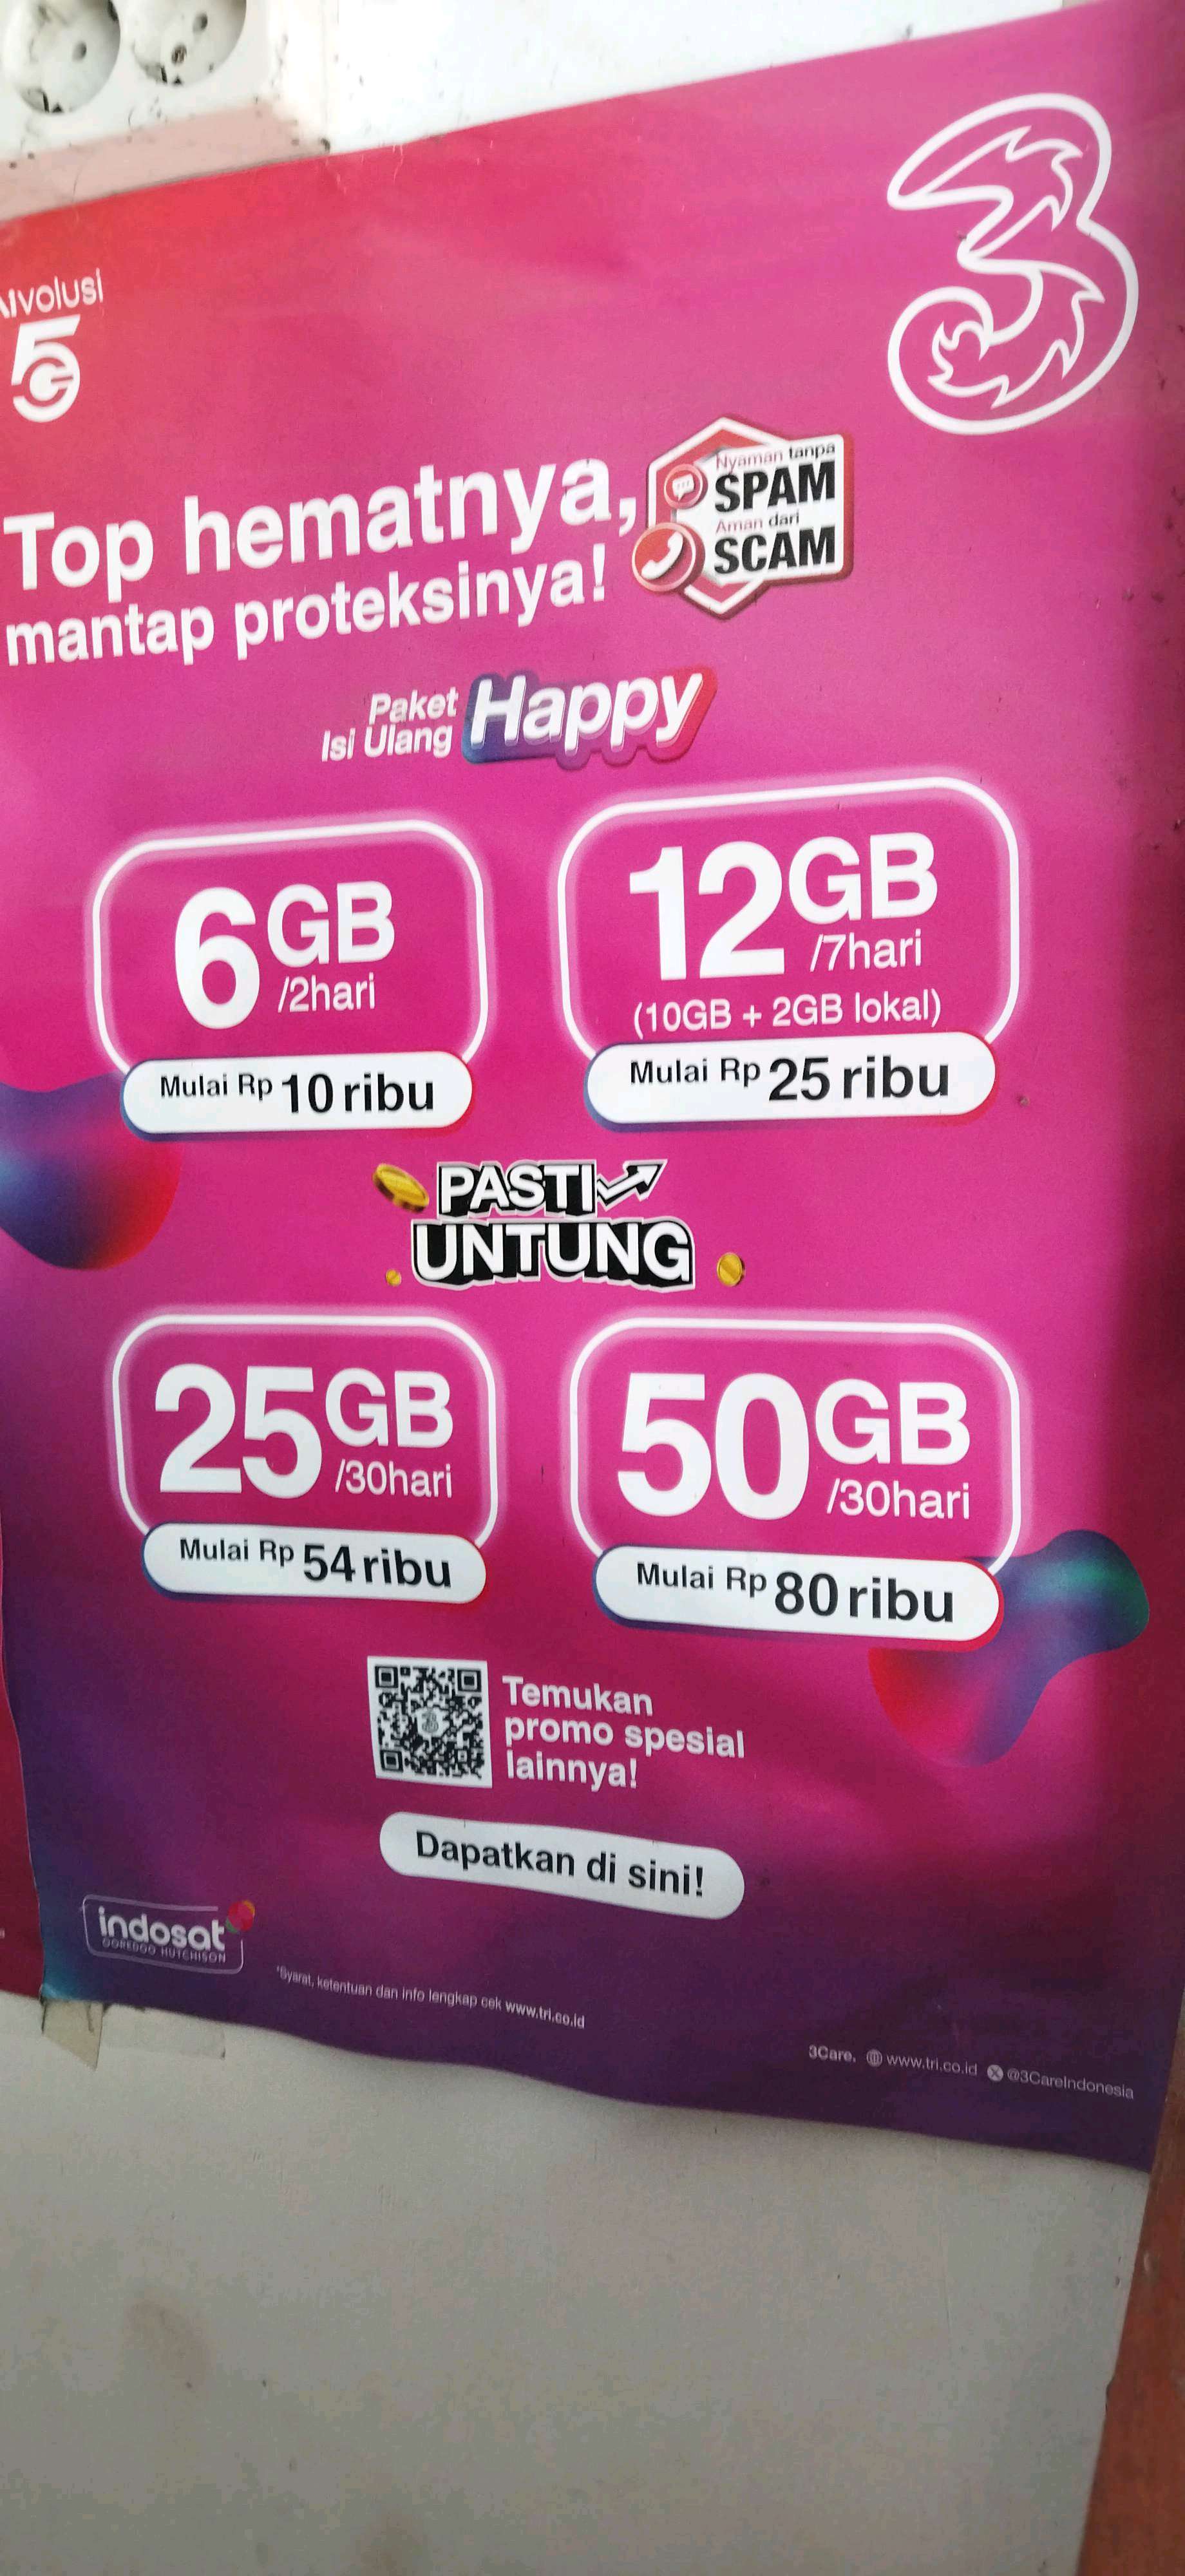 AIvolusi
5G
3
Top hematnya,
mantap proteksinya!
Nyaman tanpa
SPAM
Aman dari
SCAM
Paket
Isi Ulang
Happy
6GB
/2hari
Mulai Rp 10 ribu
12GB
/7hari
(10GB + 2GB lokal)
Mulai Rp 25 ribu
PASTI
UNTUNG
25GB
/30hari
Mulai Rp 54 ribu
50GB
/30hari
Mulai Rp 80 ribu
Temukan
promo spesial
lainnya!
Dapatkan di sini!
indosat
OOREDOO HUTCHISON
*Syarat, ketentuan dan info lengkap cek www.tri.co.id
3Care. www.tri.co.id @3CareIndonesia